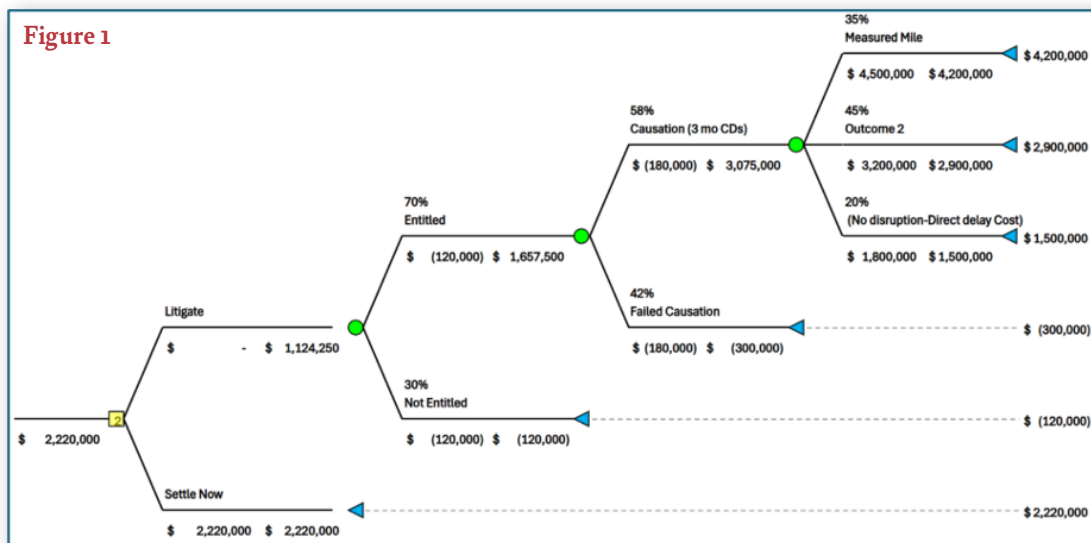 Figure 1
35%
Measured Mile
$ 4,200,000
$ 4,500,000 $ 4,200,000
58%
Causation (3 mo CDs)
45%
Outcome 2
$ 2,900,000
$ (180,000) $ 3,075,000
$ 3,200,000 $ 2,900,000
70%
Entitled
20%
(No disruption-Direct delay Cost)
$ 1,500,000
$ (120,000) $ 1,657,500
$ 1,800,000 $ 1,500,000
42%
Failed Causation
Litigate
$ (300,000)
$ - $ 1,124,250
$ (180,000) $ (300,000)
30%
Not Entitled
2
$ (120,000)
$ 2,220,000
$ (120,000) $ (120,000)
Settle Now
$ 2,220,000
$ 2,220,000 $ 2,220,000